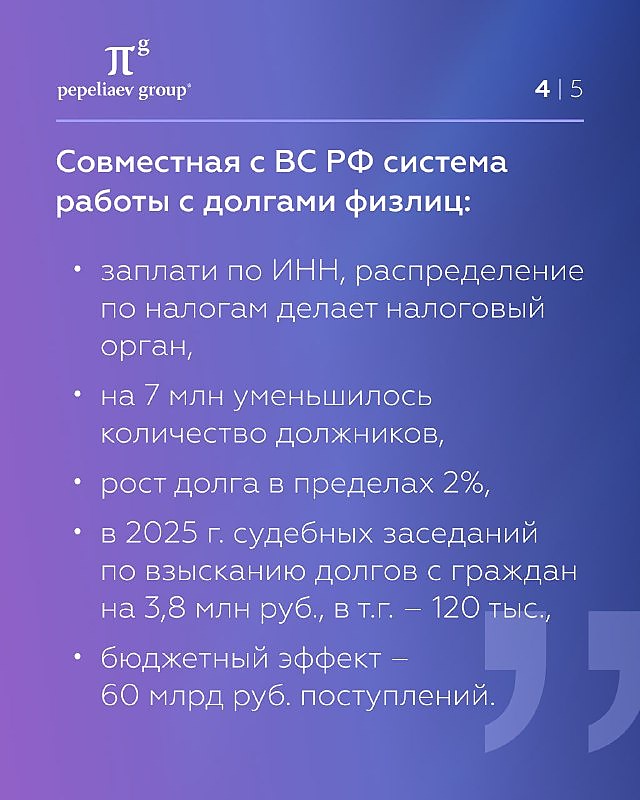 πg
pepeliaev group®
4 | 5
Совместная с ВС РФ система
работы с долгами физлиц:
• заплати по ИНН, распределение
по налогам делает налоговый
орган,
• на 7 млн уменьшилось
количество должников,
• рост долга в пределах 2%,
• в 2025 г. судебных заседаний
по взысканию долгов с граждан
на 3,8 млн руб., в т.г. – 120 тыс.,
• бюджетный эффект –
60 млрд руб. поступлений.